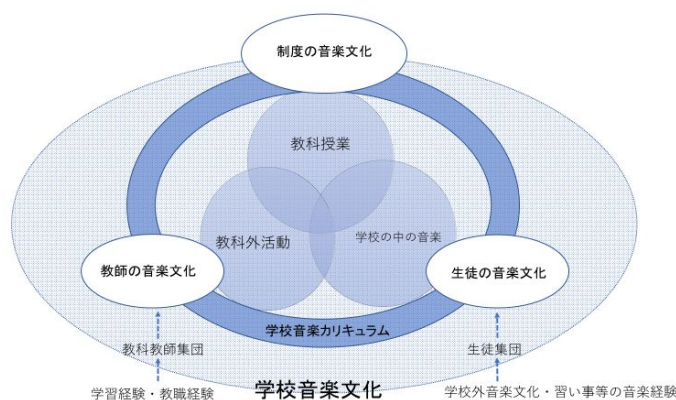 制度の音楽文化
教科授業
教科外活動
学校の中の音楽
教師の音楽文化
生徒の音楽文化
学校音楽カリキュラム
教科教師集団
生徒集団
学習経験・教職経験
学校音楽文化
学校外音楽文化・習い事等の音楽経験